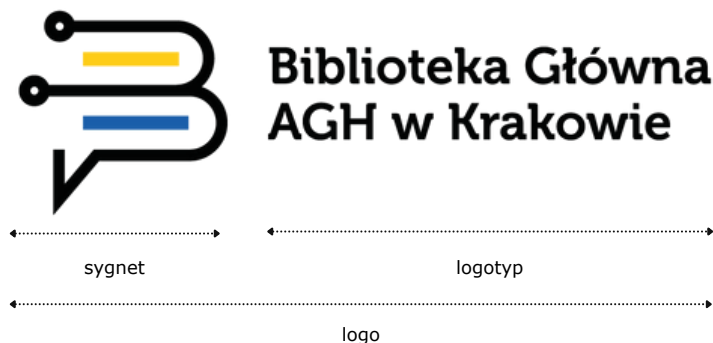 Biblioteka Główna
AGH w Krakowie
sygnet
logotyp
logo